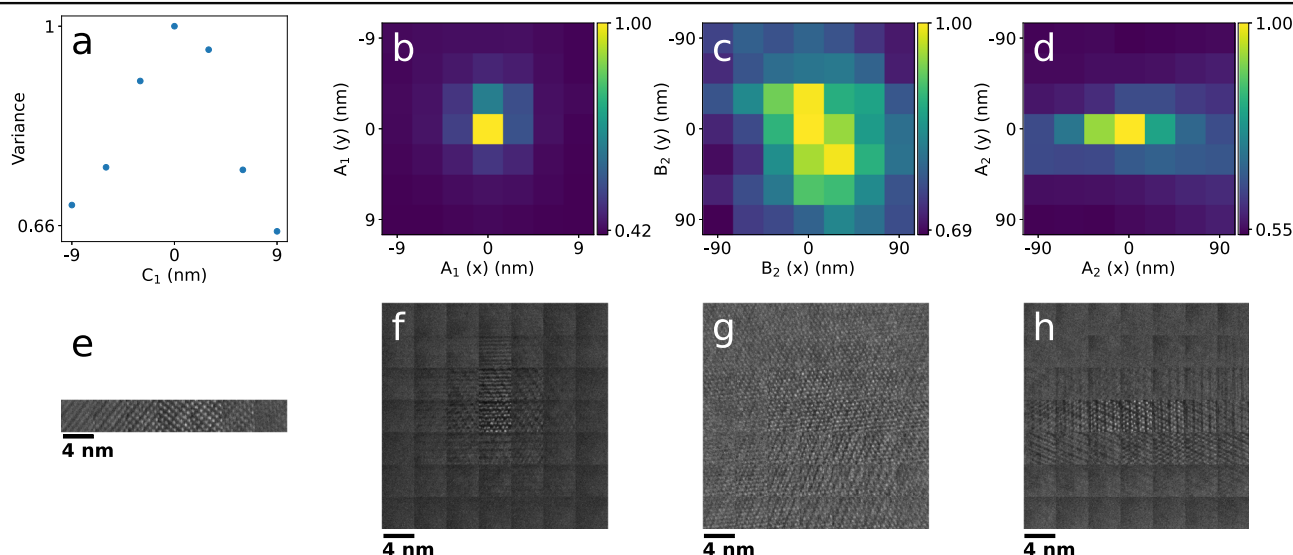 a
1
0.66
Variance
-9 0 9
C₁ (nm)
b
-9
0
9
A₁ (y) (nm)
-9 0 9
A₁ (x) (nm)
1.00
0.42
c
-90
0
90
B₂ (y) (nm)
-90 0 90
B₂ (x) (nm)
1.00
0.69
d
-90
0
90
A₂ (y) (nm)
-90 0 90
A₂ (x) (nm)
1.00
0.55
e
4 nm
f
4 nm
g
4 nm
h
4 nm